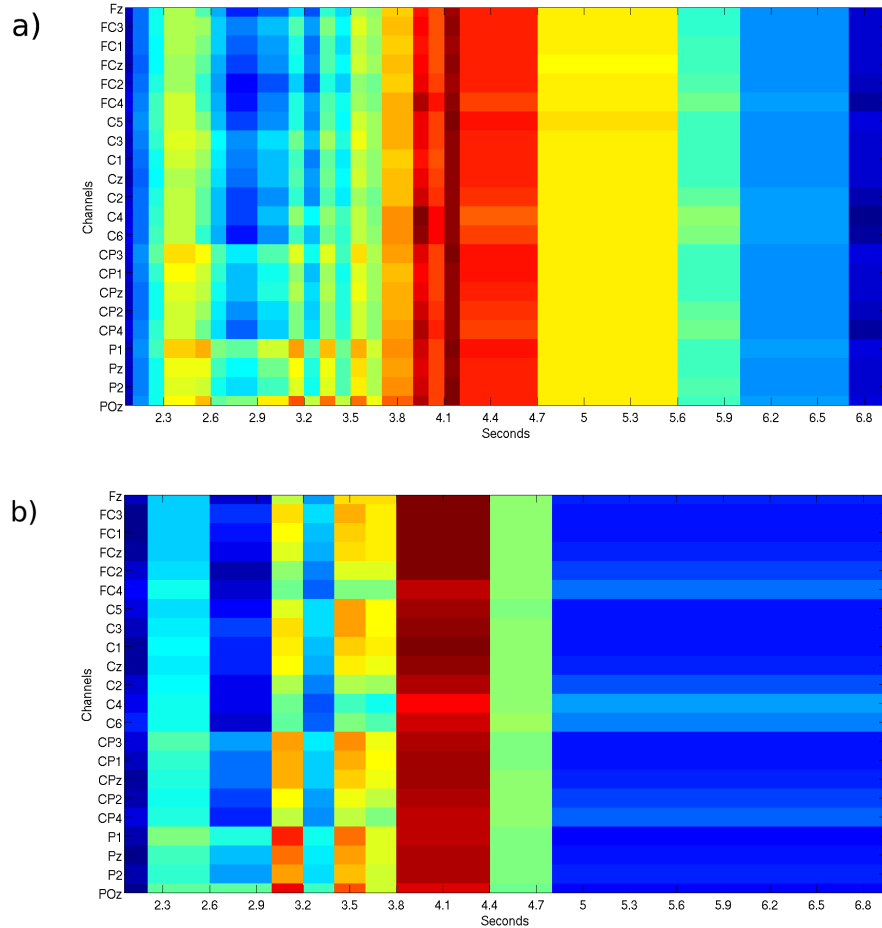 a)
Fz
FC3
FC1
FCz
FC2
FC4
C5
C3
C1
Cz
C2
C4
C6
CP3
CP1
CPz
CP2
CP4
P1
Pz
P2
POz
Channels
2.3 2.6 2.9 3.2 3.5 3.8 4.1 4.4 4.7 5 5.3 5.6 5.9 6.2 6.5 6.8
Seconds
b)
Fz
FC3
FC1
FCz
FC2
FC4
C5
C3
C1
Cz
C2
C4
C6
CP3
CP1
CPz
CP2
CP4
P1
Pz
P2
POz
Channels
2.3 2.6 2.9 3.2 3.5 3.8 4.1 4.4 4.7 5 5.3 5.6 5.9 6.2 6.5 6.8
Seconds